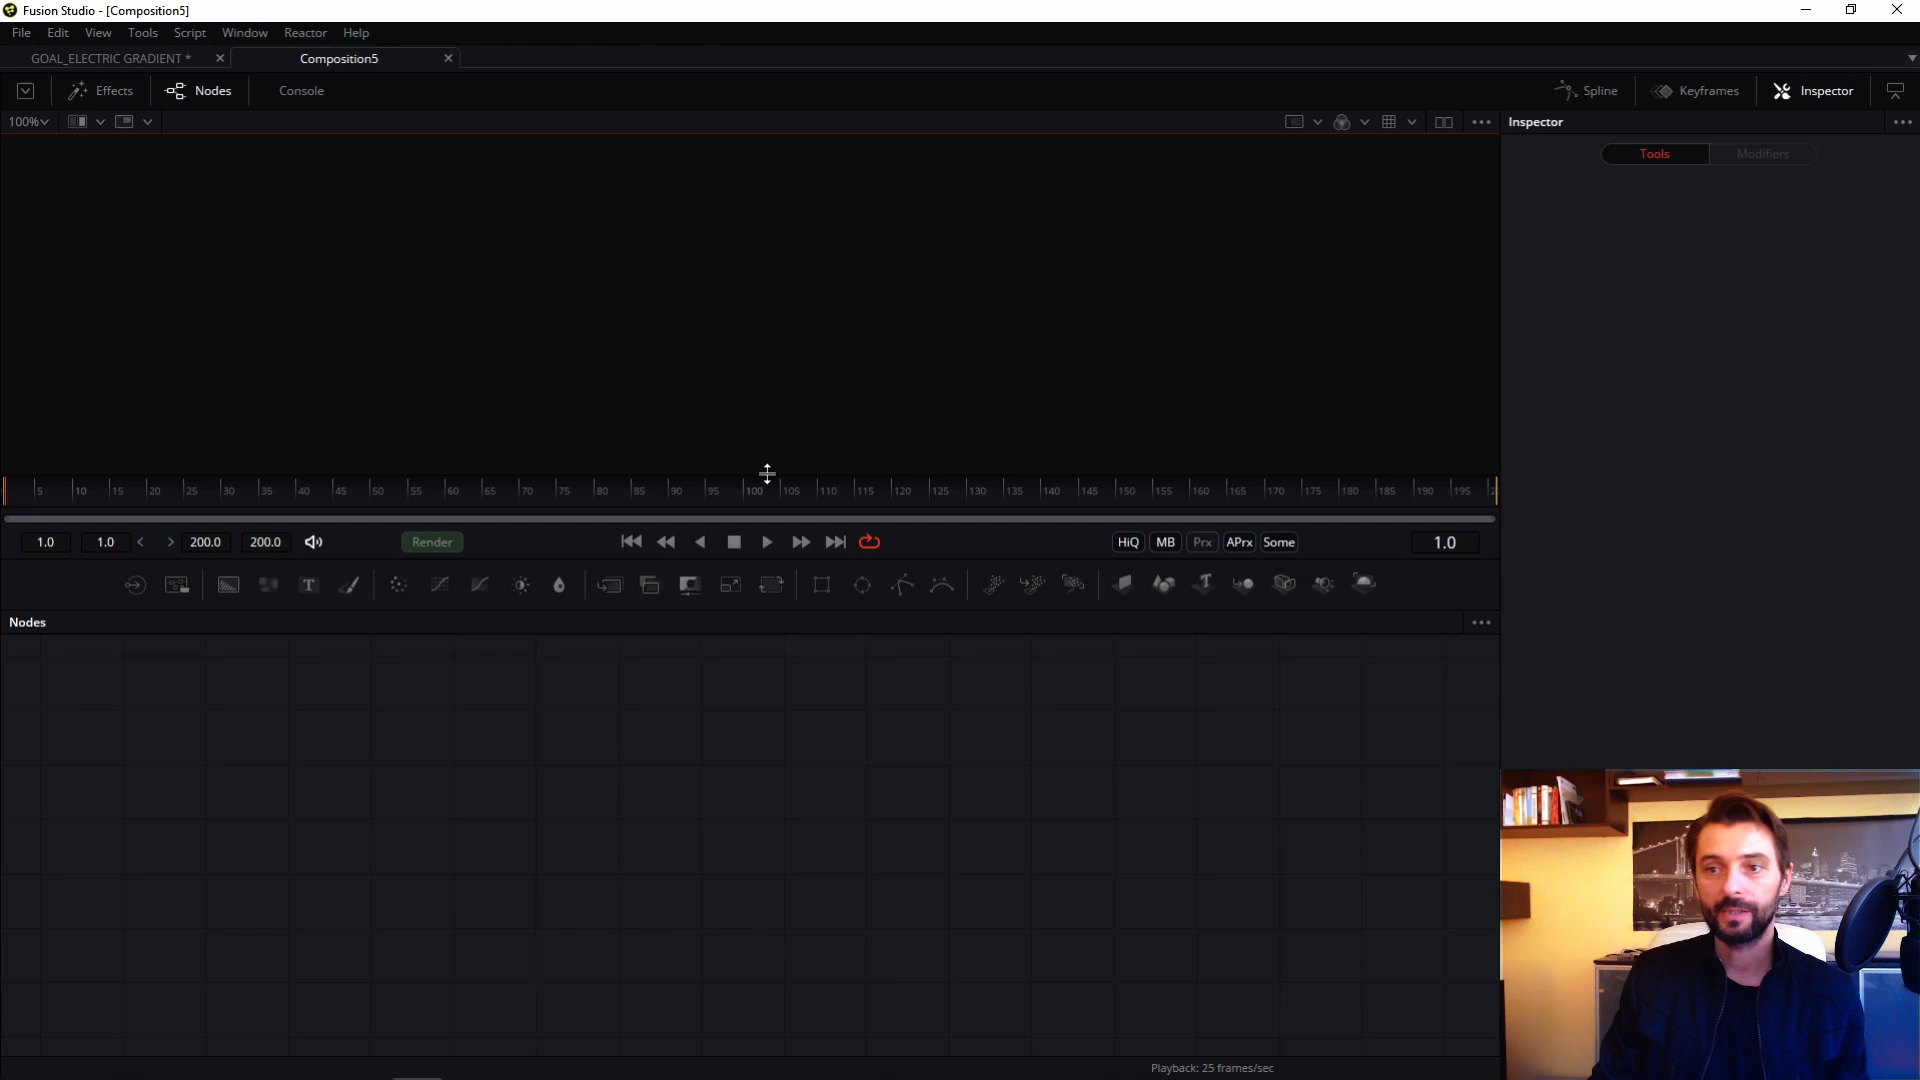 Fusion Studio - [Composition5]
File Edit View Tools Script Window Reactor Help
GOAL_ELECTRIC GRADIENT * Composition5
Effects Nodes Console Spline Keyframes Inspector
100% Inspector
Tools Modifiers
5 10 15 20 25 30 35 40 45 50 55 60 65 70 75 80 85 90 95 100 105 110 115 120 125 130 135 140 145 150 155 160 165 170 175 180 185 190 195
1.0 1.0 < > 200.0 200.0 Render HiQ MB Prx APrx Some 1.0
Nodes
Playback: 25 frames/sec